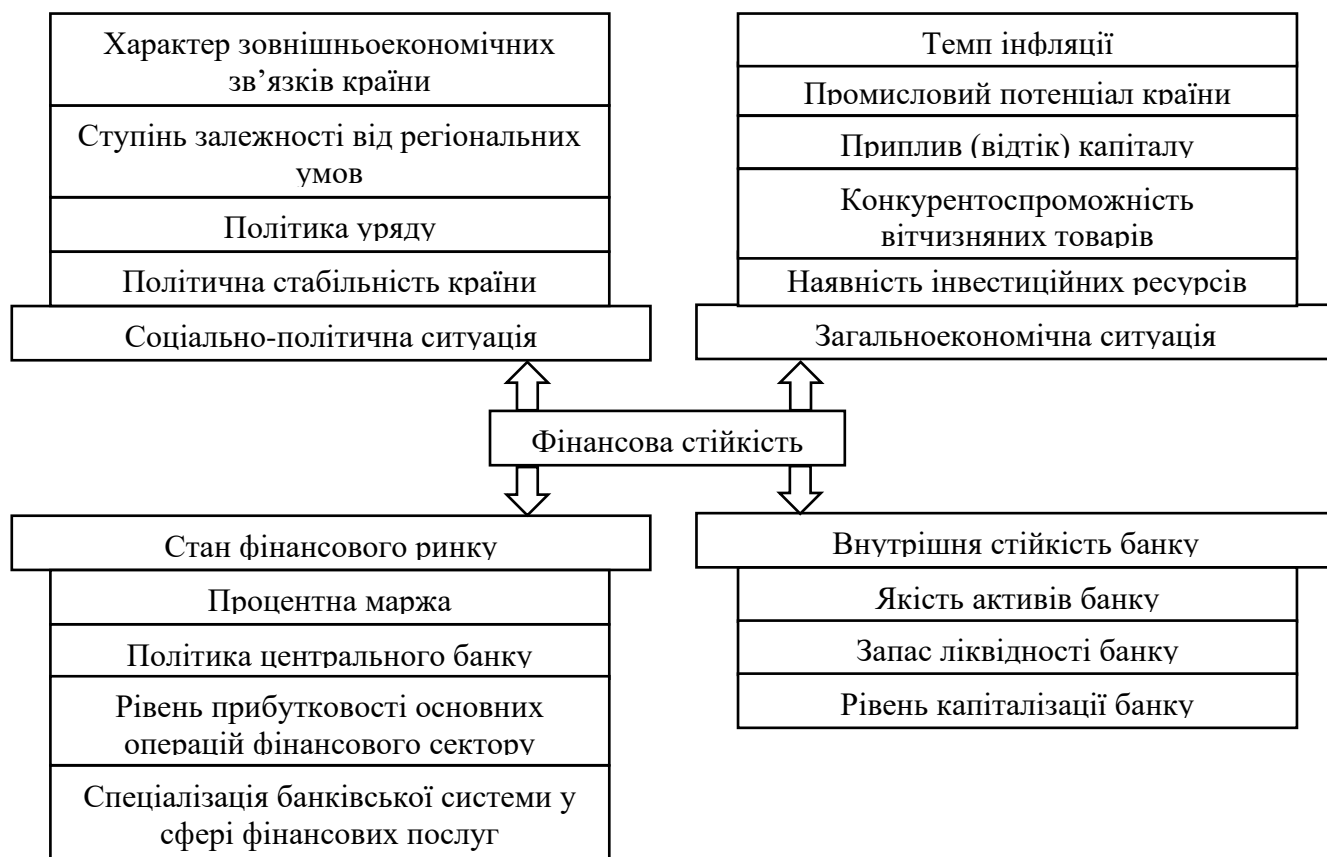 Характер зовнішньоекономічних
зв’язків країни
Ступінь залежності від регіональних
умов
Політика уряду
Політична стабільність країни
Соціально-політична ситуація
Темп інфляції
Промисловий потенціал країни
Приплив (відтік) капіталу
Конкурентоспроможність
вітчизняних товарів
Наявність інвестиційних ресурсів
Загальноекономічна ситуація
Фінансова стійкість
Стан фінансового ринку
Процентна маржа
Політика центрального банку
Рівень прибутковості основних
операцій фінансового сектору
Спеціалізація банківської системи у
сфері фінансових послуг
Внутрішня стійкість банку
Якість активів банку
Запас ліквідності банку
Рівень капіталізації банку